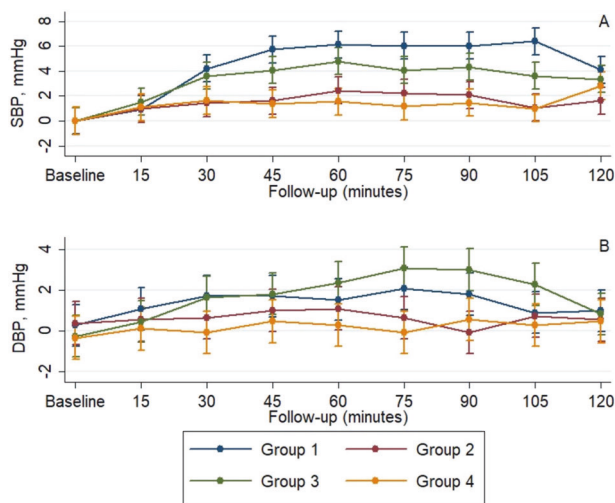 A
8
6
4
2
0
-2
SBP, mmHg
Baseline 15 30 45 60 75 90 105 120
Follow-up (minutes)
B
4
2
0
-2
DBP, mmHg
Baseline 15 30 45 60 75 90 105 120
Follow-up (minutes)
Group 1 Group 2
Group 3 Group 4